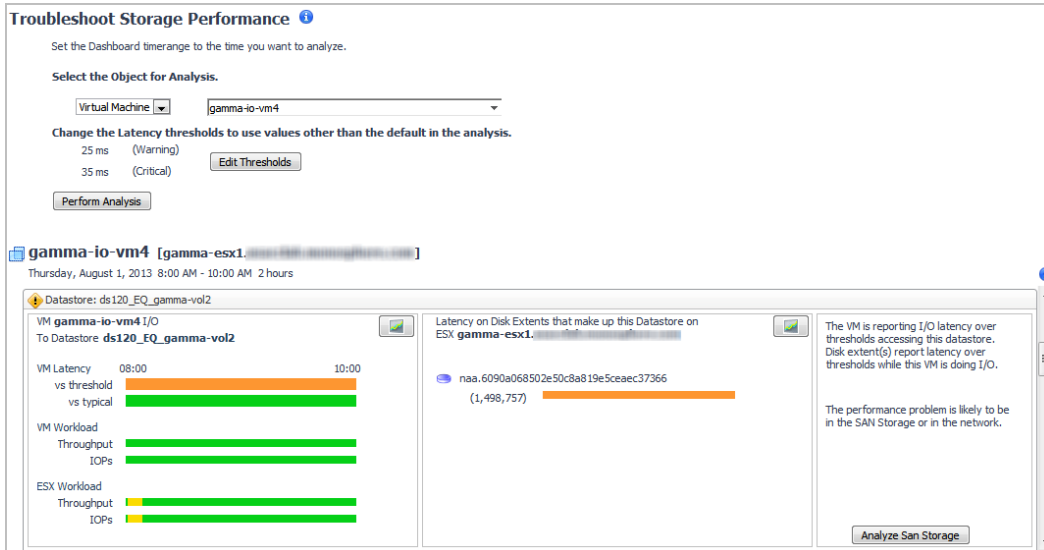 Troubleshoot Storage Performance
Set the Dashboard timerange to the time you want to analyze.
Select the Object for Analysis.
Virtual Machine
gamma-io-vm4
Change the Latency thresholds to use values other than the default in the analysis.
25 ms (Warning)
35 ms (Critical)
Edit Thresholds
Perform Analysis
gamma-io-vm4 [gamma-esx1. ]
Thursday, August 1, 2013 8:00 AM - 10:00 AM 2 hours
Datastore: ds120_EQ_gamma-vol2
VM gamma-io-vm4 I/O
To Datastore ds120_EQ_gamma-vol2
VM Latency 08:00 10:00
vs threshold
vs typical
VM Workload
Throughput
IOPs
ESX Workload
Throughput
IOPs
Latency on Disk Extents that make up this Datastore on
ESX gamma-esx1.
naa.6090a068502e50c8a819e5ceaec37366
(1,498,757)
The VM is reporting I/O latency over
thresholds accessing this datastore.
Disk extent(s) report latency over
thresholds while this VM is doing I/O.
The performance problem is likely to be
in the SAN Storage or in the network.
Analyze San Storage